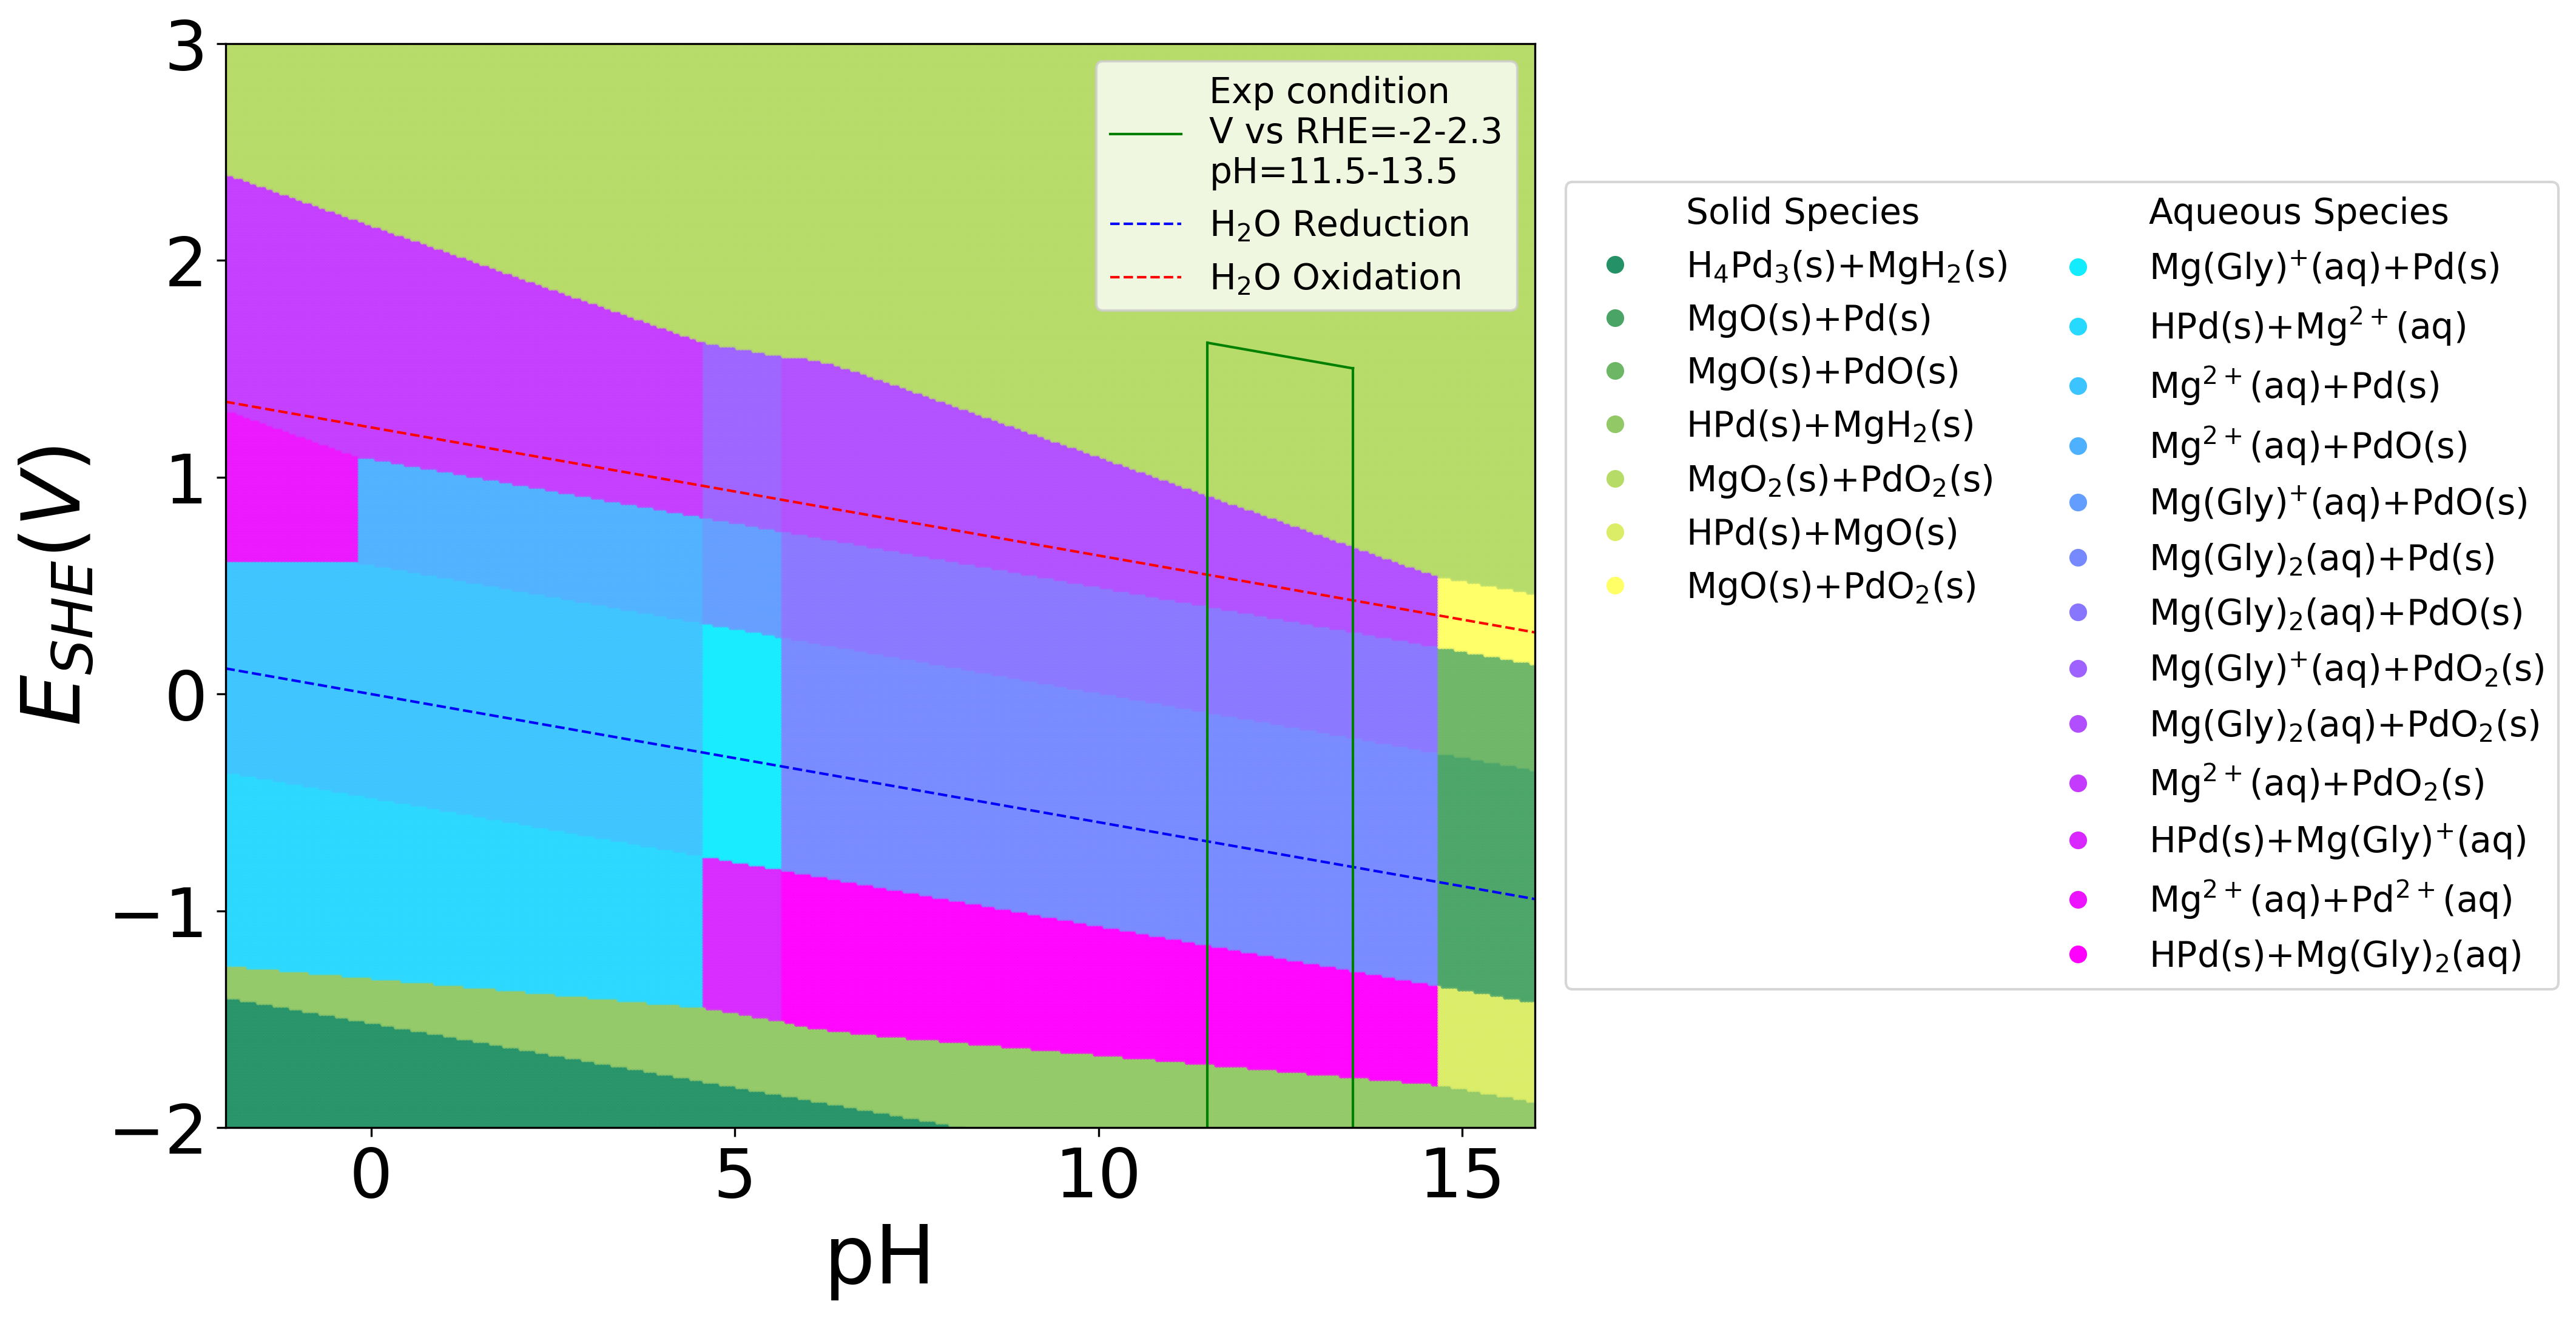 3
2
1
0
−1
−2
E_SHE(V)
0
5
10
15
pH
Exp condition
V vs RHE=-2-2.3
pH=11.5-13.5
H₂O Reduction
H₂O Oxidation
Solid Species
H₄Pd₃(s)+MgH₂(s)
MgO(s)+Pd(s)
MgO(s)+PdO(s)
HPd(s)+MgH₂(s)
MgO₂(s)+PdO₂(s)
HPd(s)+MgO(s)
MgO(s)+PdO₂(s)
Aqueous Species
Mg(Gly)⁺(aq)+Pd(s)
HPd(s)+Mg²⁺(aq)
Mg²⁺(aq)+Pd(s)
Mg²⁺(aq)+PdO(s)
Mg(Gly)⁺(aq)+PdO(s)
Mg(Gly)₂(aq)+Pd(s)
Mg(Gly)₂(aq)+PdO(s)
Mg(Gly)⁺(aq)+PdO₂(s)
Mg(Gly)₂(aq)+PdO₂(s)
Mg²⁺(aq)+PdO₂(s)
HPd(s)+Mg(Gly)⁺(aq)
Mg²⁺(aq)+Pd²⁺(aq)
HPd(s)+Mg(Gly)₂(aq)